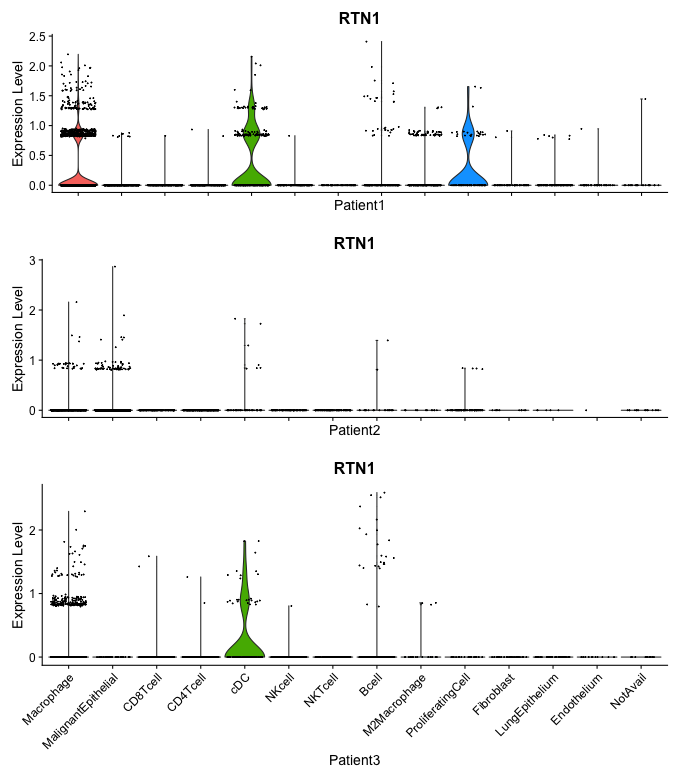 RTN1
Expression Level
2.5
2.0
1.5
1.0
0.5
0.0
Patient1
RTN1
Expression Level
3
2
1
0
Patient2
RTN1
Expression Level
2
1
0
Macrophage
MalignantEpithelial
CD8Tcell
CD4Tcell
cDC
NKcell
NKTcell
Bcell
M2Macrophage
ProliferatingCell
Fibroblast
LungEpithelium
Endothelium
NotAvail
Patient3